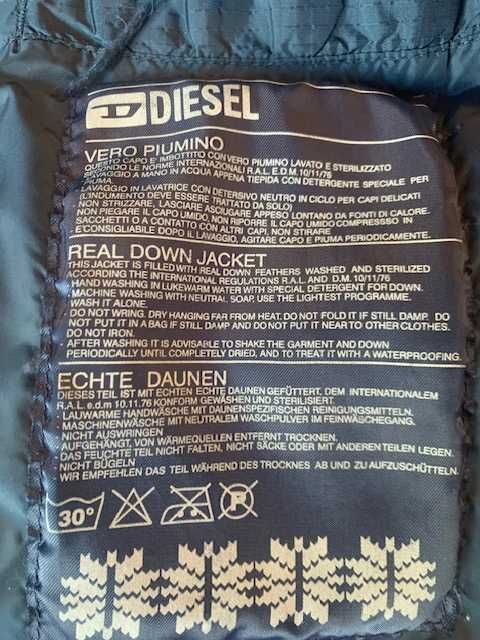 DIESEL
VERO PIUMINO
QUESTO CAPO E' IMBOTTITO CON VERO PIUMINO LAVATO E STERILIZZATO
SECONDO LE NORME INTERNAZIONALI R.A.L. E.D.M. 10/11/76
SELVAGGIO A MANO IN ACQUA APPENA TIEPIDA CON DETERGENTE SPECIALE PER
PIUMA
LAVAGGIO IN LAVATRICE CON DETERSIVO NEUTRO IN CICLO PER CAPI DELICATI
(L'INDUMENTO DEVE ESSERE TRATTATO DA SOLO)
NON STRIZZARE, LASCIARE ASCIUGARE APPESO LONTANO DA FONTI DI CALORE.
NON PIEGARE IL CAPO UMIDO, NON RIPORRE IL CAPO UMIDO COMPRESSSO IN
SACCHETTI O A CONTATTO CON ALTRI CAPI, NON STIRARE
- E'CONSIGLIABILE DOPO IL LAVAGGIO, AGITARE CAPO E PIUMA PERIODICAMENTE.
REAL DOWN JACKET
THIS JACKET IS FILLED WITH REAL DOWN FEATHERS WASHED AND STERILIZED
ACCORDING THE INTERNATIONAL REGULATIONS R.A.L. AND D.M. 10/11/76
- HAND WASHING IN LUKEWARM WATER WITH SPECIAL DETERGENT FOR DOWN.
- MACHINE WASHING WITH NEUTRAL SOAP, USE THE LIGHTEST PROGRAMME.
WASH IT ALONE.
DO NOT WRING. DRY HANGING FAR FROM HEAT. DO NOT FOLD IT IF STILL DAMP. DO
NOT PUT IT IN A BAG IF STILL DAMP AND DO NOT PUT IT NEAR TO OTHER CLOTHES.
DO NOT IRON.
- AFTER WASHING IT IS ADVISABLE TO SHAKE THE GARMENT AND DOWN
PERIODICALLY UNTIL COMPLETELY DRIED, AND TO TREAT IT WITH A WATERPROOFING.
ECHTE DAUNEN
DIESES TEIL IST MIT ECHTEN ECHTE DAUNEN GEFÜTTERT. DEM INTERNATIONALEM
R.A.L. e.d.m 10.11.76 KONFORM GEWASHEN UND STERILISIERT.
- LAUWARME HANDWÄSCHE MIT DAUNENSPEZIFISCHEN REINIGUNGSMITTELN.
- MASCHINENWÄSCHE MIT NEUTRALEM WASCHPULVER IM FEINWÄSCHEGANG.
NICHT AUSWRINGEN
AUFGEHÄNGT, VON WÄRMEQUELLEN ENTFERNT TROCKNEN.
DAS FEUCHTE TEIL NICHT FALTEN, NICHT SÄCKE ODER MIT ANDEREN TEILEN LEGEN.
NICHT BÜGELN
WIR EMPFEHLEN DAS TEIL WÄHREND DES TROCKNES AB UND ZU AUFZUSCHÜTTELN.
30° P